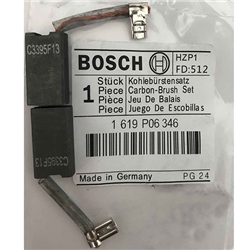 C3395F13
BOSCH
HZP1
FD:512
1
Stück Kohlebürstensatz
Piece Carbon-Brush Set
Pièce Jeu De Balais
Pieza Juego De Escobillas
1 619 P06 346
C3395F13
Made in Germany
PG 24